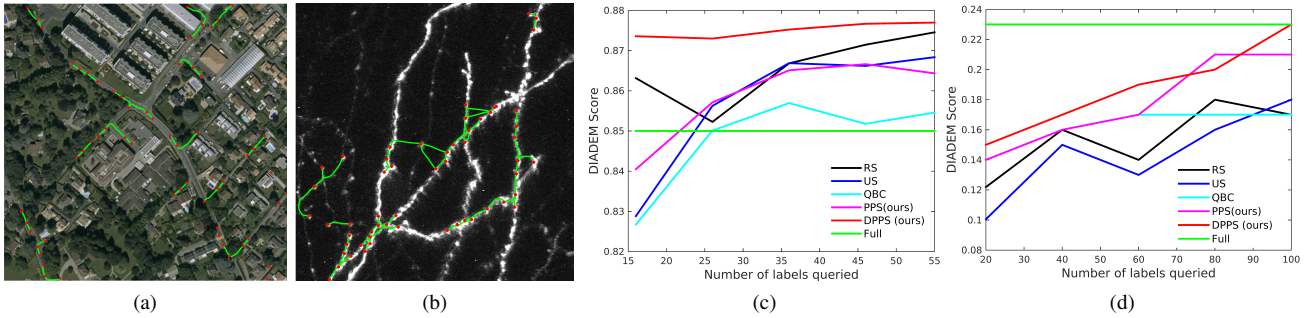 0.88
0.87
0.86
0.85
0.84
0.83
0.82
DIADEM Score
15 20 25 30 35 40 45 50 55
Number of labels queried
RS
US
QBC
PPS(ours)
DPPS (ours)
Full
0.24
0.22
0.2
0.18
0.16
0.14
0.12
0.1
0.08
DIADEM Score
20 30 40 50 60 70 80 90 100
Number of labels queried
RS
US
QBC
PPS(ours)
DPPS (ours)
Full
(a) (b) (c) (d)